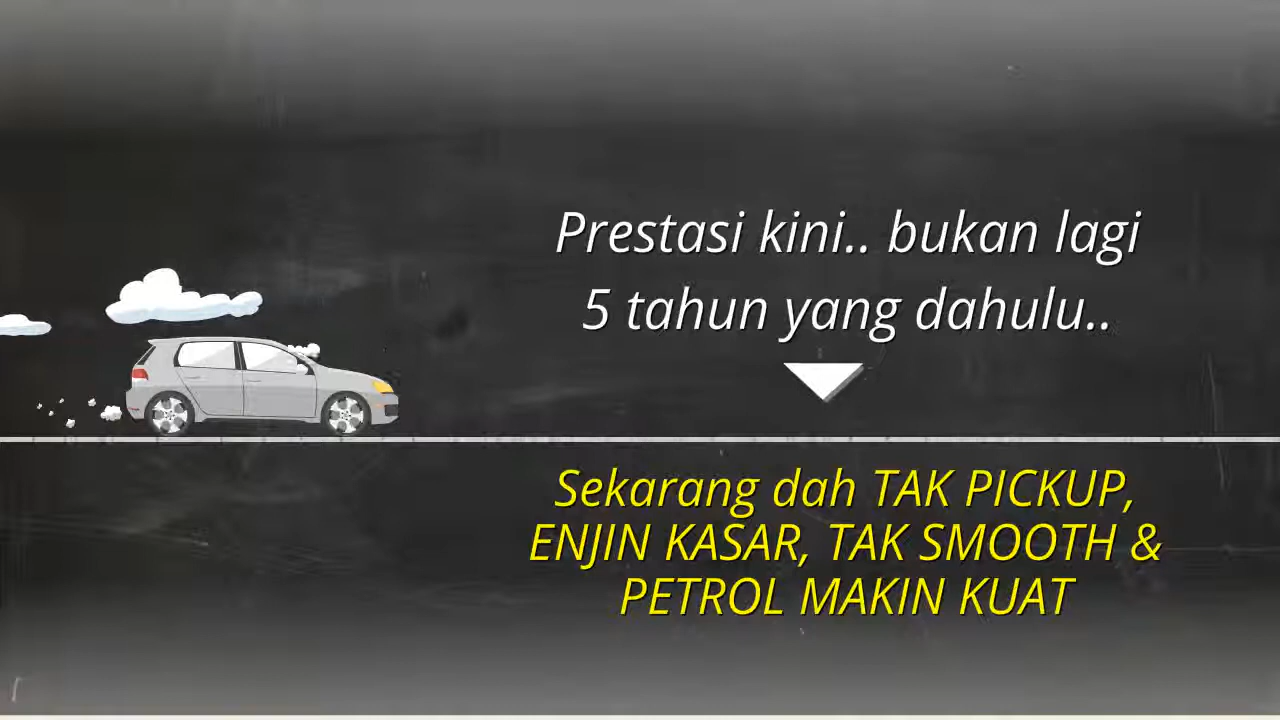 Prestasi kini.. bukan lagi
5 tahun yang dahulu..
Sekarang dah TAK PICKUP,
ENJIN KASAR, TAK SMOOTH &
PETROL MAKIN KUAT